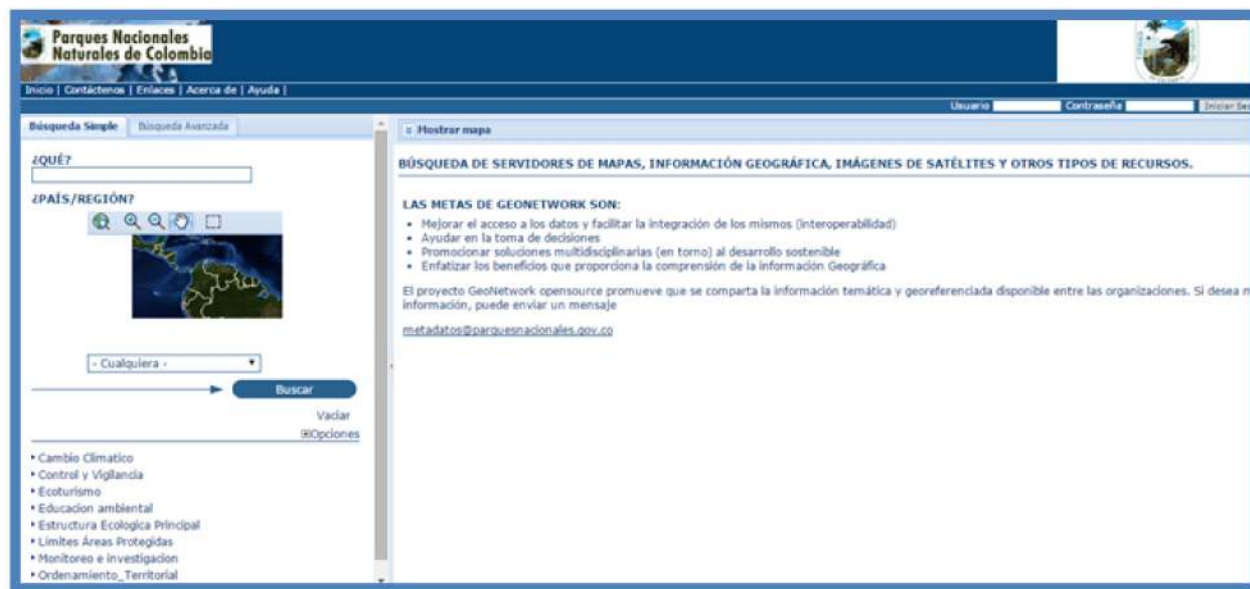 Parques Nacionales
Naturales de Colombia
Inicio | Contáctenos | Enlaces | Acerca de | Ayuda |
Usuario Contraseña Iniciar Se
Búsqueda Simple Búsqueda Avanzada
¿QUÉ?
¿PAÍS/REGIÓN?
- Cualquiera -
Buscar
Vaciar
Opciones
Cambio Climatico
Control y Vigilancia
Ecoturismo
Educacion ambiental
Estructura Ecologica Principal
Limites Áreas Protegidas
Monitoreo e investigacion
Ordenamiento_Territorial
Mostrar mapa
BÚSQUEDA DE SERVIDORES DE MAPAS, INFORMACIÓN GEOGRÁFICA, IMÁGENES DE SATÉLITES Y OTROS TIPOS DE RECURSOS.
LAS METAS DE GEONETWORK SON:
• Mejorar el acceso a los datos y facilitar la integración de los mismos (interoperabilidad)
• Ayudar en la toma de decisiones
• Promocionar soluciones multidisciplinarias (en torno) al desarrollo sostenible
• Enfatizar los beneficios que proporciona la comprensión de la información Geográfica
El proyecto GeoNetwork opensource promueve que se comparta la información temática y georeferenciada disponible entre las organizaciones. Si desea m
información, puede enviar un mensaje
metadatos@parquesnacionales.gov.co